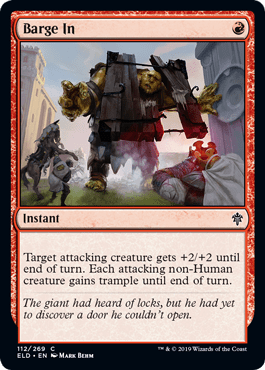 Barge In
Instant
Target attacking creature gets +2/+2 until
end of turn. Each attacking non-Human
creature gains trample until end of turn.
The giant had heard of locks, but he had yet
to discover a door he couldn't open.
112/269 C
ELD • EN Mark Behm
™ & © 2019 Wizards of the Coast